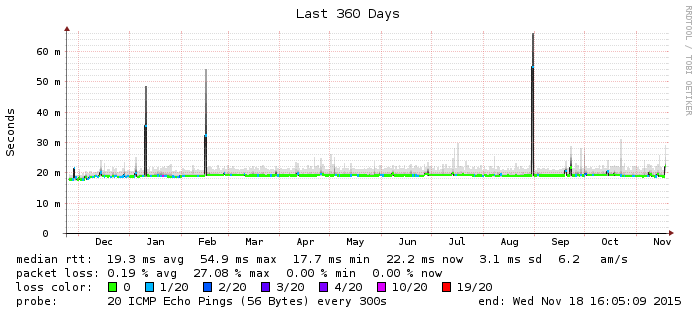 Last 360 Days
RRDTOOL / TOBI OETIKER
Seconds
60 m
50 m
40 m
30 m
20 m
10 m
0
Dec Jan Feb Mar Apr May Jun Jul Aug Sep Oct Nov
median rtt: 19.3 ms avg 54.9 ms max 17.7 ms min 22.2 ms now 3.1 ms sd 6.2 am/s
packet loss: 0.19 % avg 27.08 % max 0.00 % min 0.00 % now
loss color: 0 1/20 2/20 3/20 4/20 10/20 19/20
probe: 20 ICMP Echo Pings (56 Bytes) every 300s end: Wed Nov 18 16:05:09 2015